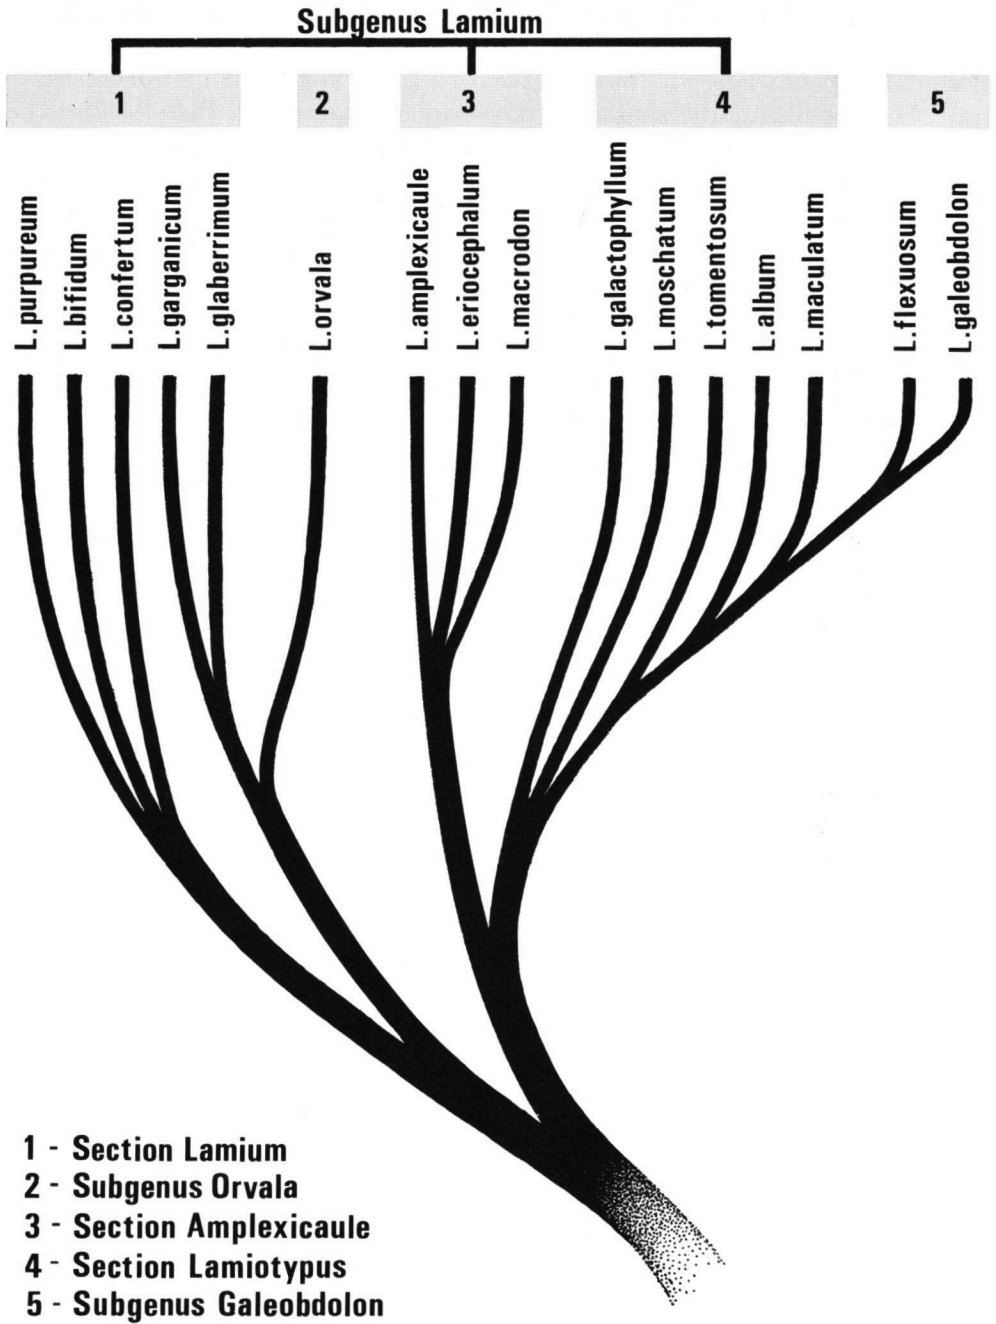 Subgenus Lamium
1 2 3 4 5
L.purpureum
L.bifidum
L.confertum
L.garganicum
L.glaberrimum
L.orvala
L.amplexicaule
L.eriocephalum
L.macrodon
L.galactophyllum
L.moschatum
L.tomentosum
L.album
L.maculatum
L.flexuosum
L.galeobdolon
1 - Section Lamium
2 - Subgenus Orvala
3 - Section Amplexicaule
4 - Section Lamiotypus
5 - Subgenus Galeobdolon